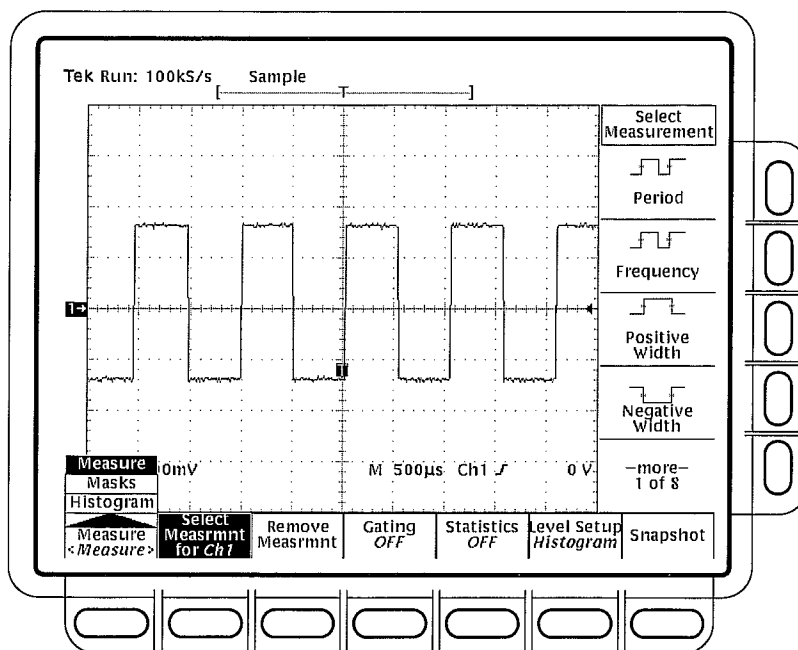 Tek Run: 100kS/s Sample
T
Select
Measurement
Period
Frequency
1
Positive
Width
T
Negative
Width
0mV M 500µs Ch1 0 V
–more–
1 of 8
Measure
Masks
Histogram
Measure
<Measure>
Select
Measrmnt
for Ch1
Remove
Measrmnt
Gating
OFF
Statistics
OFF
Level Setup
Histogram
Snapshot